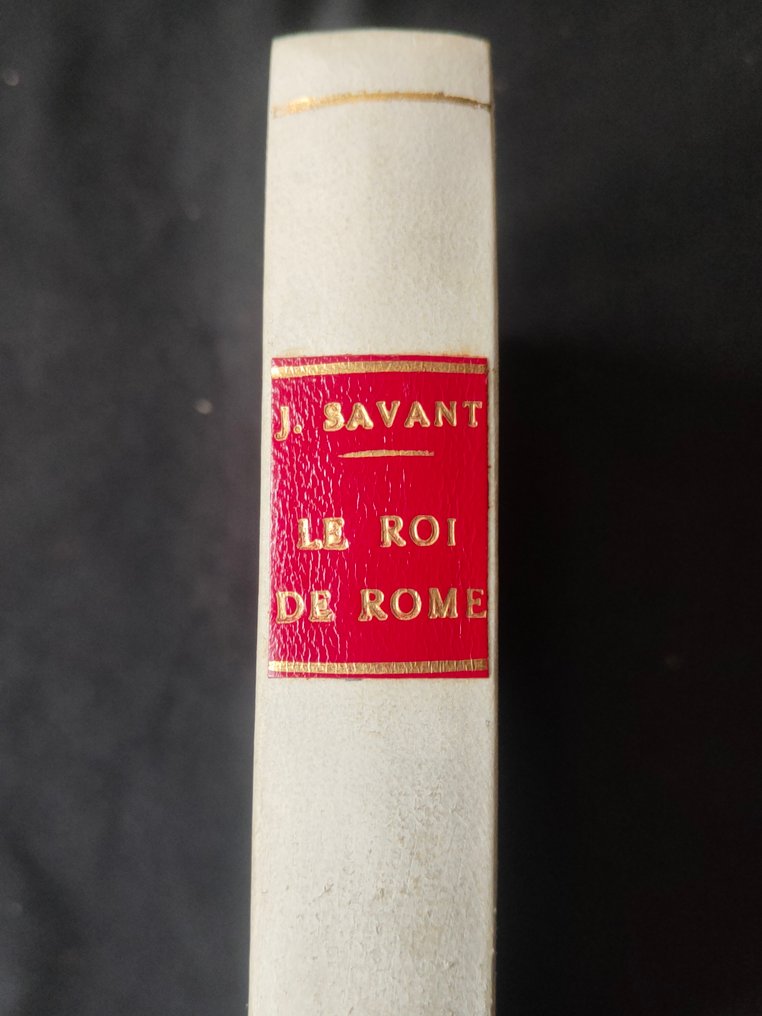 J. SAVANT
LE ROI
DE ROME